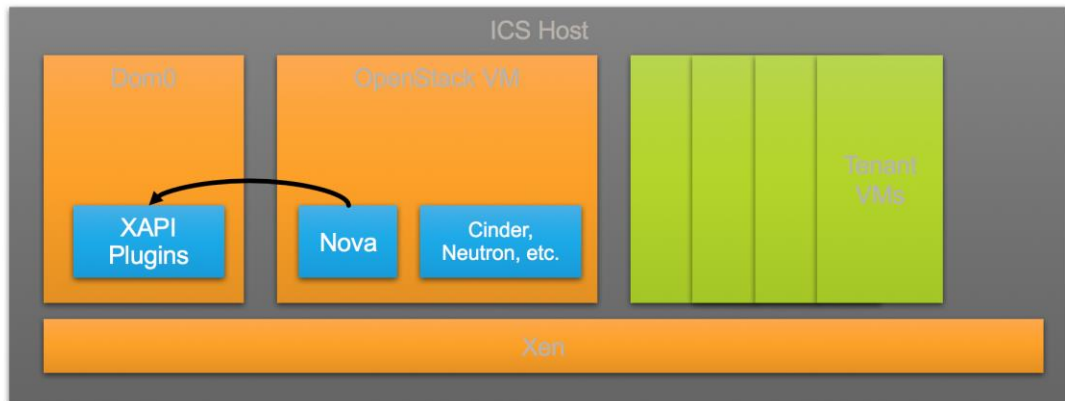 ICS Host
Dom0
OpenStack VM
Tenant
VMs
XAPI
Plugins
Nova
Cinder,
Neutron, etc.
Xen